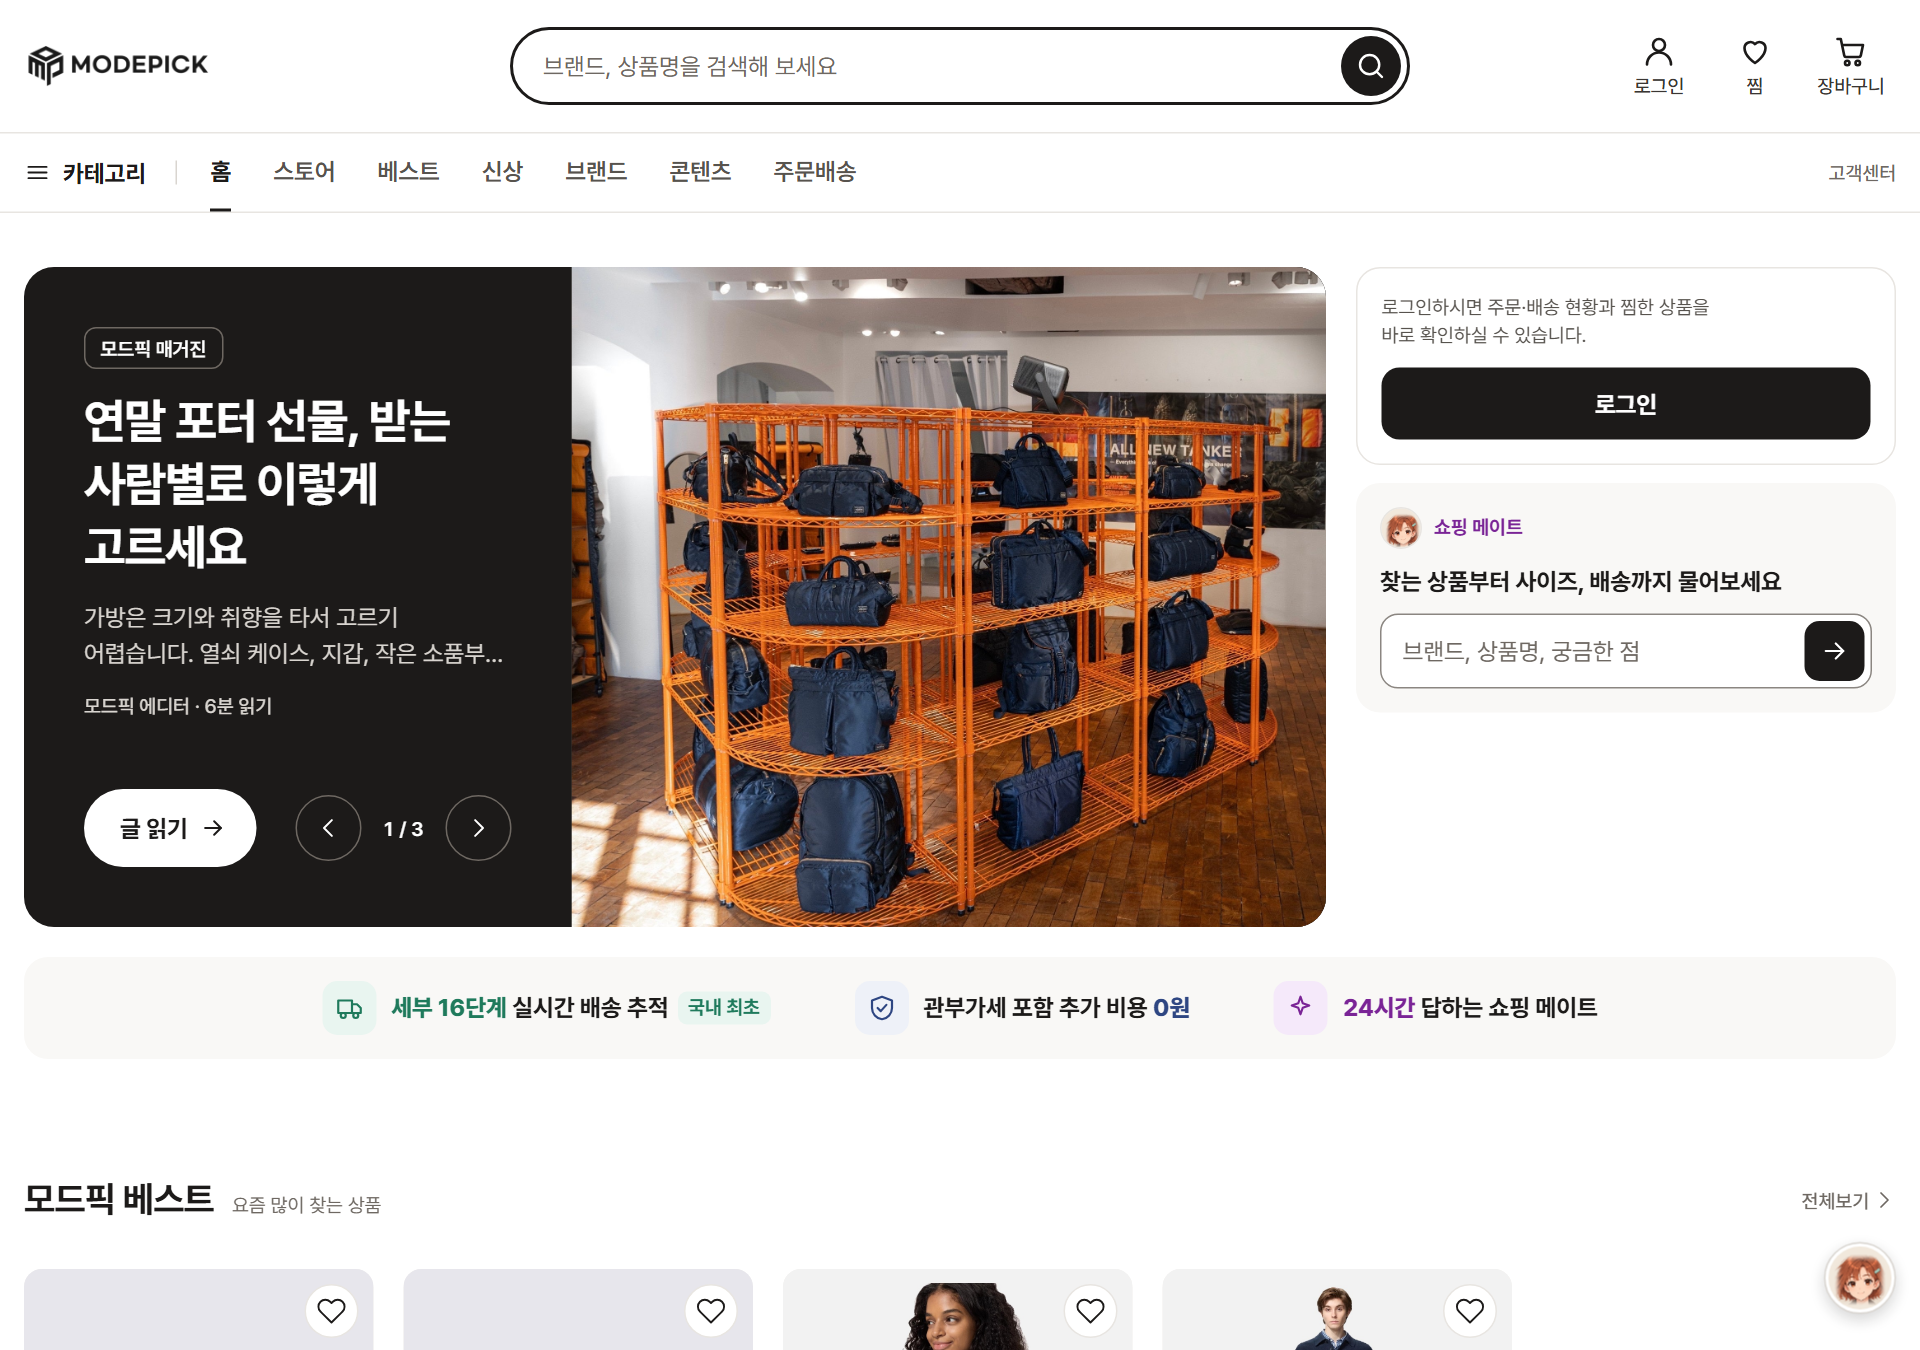 MODEPICK
브랜드, 상품명을 검색해 보세요
로그인
찜
장바구니
카테고리
홈
스토어
베스트
신상
브랜드
콘텐츠
주문배송
고객센터
모드픽 매거진
연말 포터 선물, 받는
사람별로 이렇게
고르세요
가방은 크기와 취향을 타서 고르기
어렵습니다. 열쇠 케이스, 지갑, 작은 소품부...
모드픽 에디터 · 6분 읽기
글 읽기
1 / 3
ALL NEW TANKER
로그인하시면 주문·배송 현황과 찜한 상품을
바로 확인하실 수 있습니다.
로그인
쇼핑 메이트
찾는 상품부터 사이즈, 배송까지 물어보세요
브랜드, 상품명, 궁금한 점
세부 16단계 실시간 배송 추적 국내 최초
관부가세 포함 추가 비용 0원
24시간 답하는 쇼핑 메이트
모드픽 베스트
요즘 많이 찾는 상품
전체보기